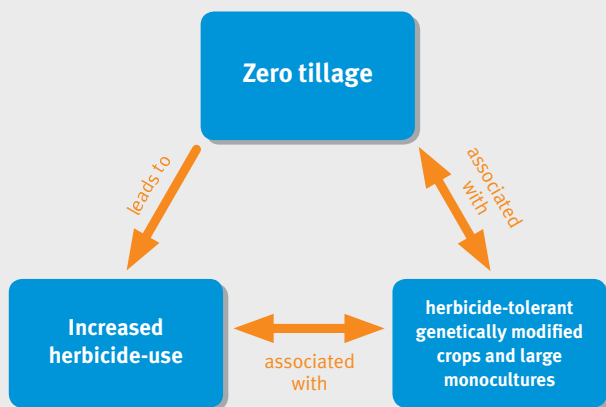 Zero tillage
leads to
associated
with
Increased
herbicide-use
associated
with
herbicide-tolerant
genetically modified
crops and large
monocultures